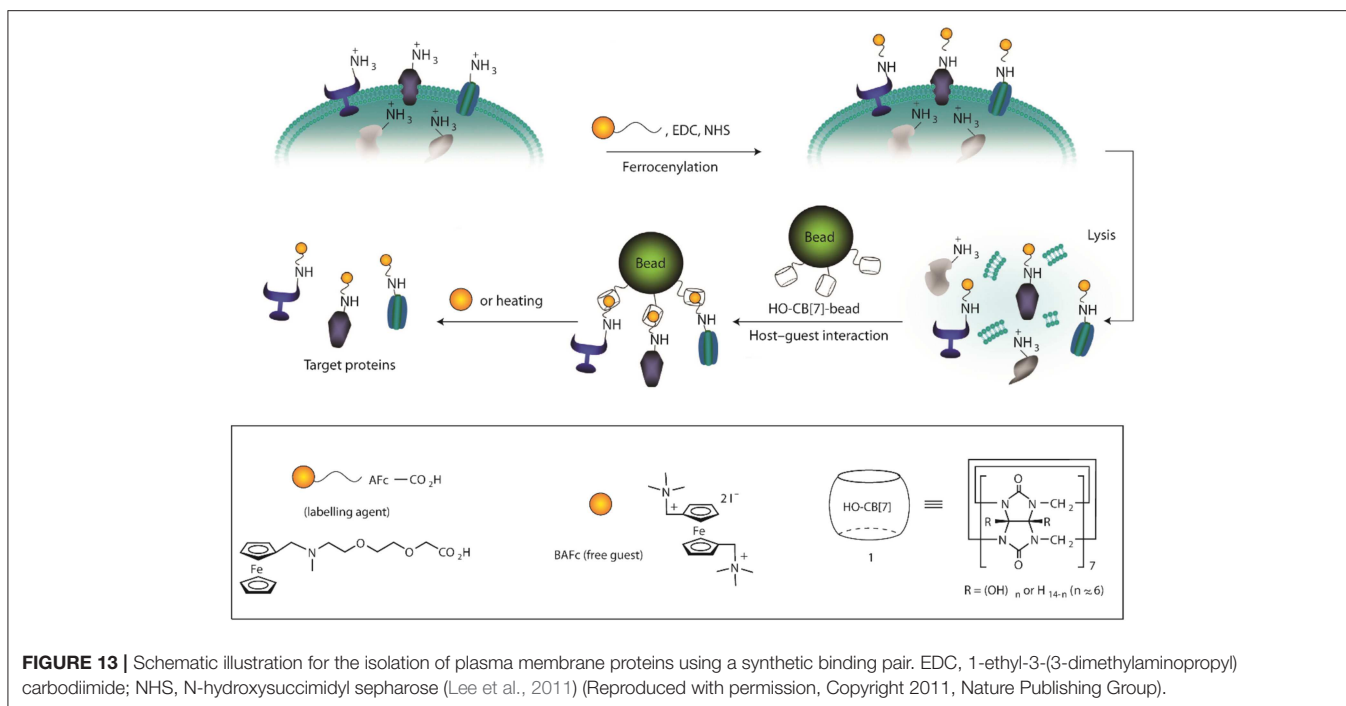 +
NH3
+
NH3
+
NH3
+
NH3
+
NH3
, EDC, NHS
Ferrocenylation
NH
NH
NH
+
NH3
+
NH3
Lysis
+
NH3
NH
NH
NH
+
NH3
Bead
HO-CB[7]-bead
Host–guest interaction
Bead
NH
NH
NH
or heating
NH
NH
NH
Target proteins
AFc — CO2H
(labelling agent)
Fe
N
O
O
CO2H
BAFc (free guest)
N
+
2 I−
Fe
N
+
HO-CB[7]
1
≡
O
N N—CH2
R R
N N—CH2
O
7
R = (OH) n or H 14-n (n ≈ 6)
FIGURE 13 | Schematic illustration for the isolation of plasma membrane proteins using a synthetic binding pair. EDC, 1-ethyl-3-(3-dimethylaminopropyl)
carbodiimide; NHS, N-hydroxysuccimidyl sepharose (Lee et al., 2011) (Reproduced with permission, Copyright 2011, Nature Publishing Group).